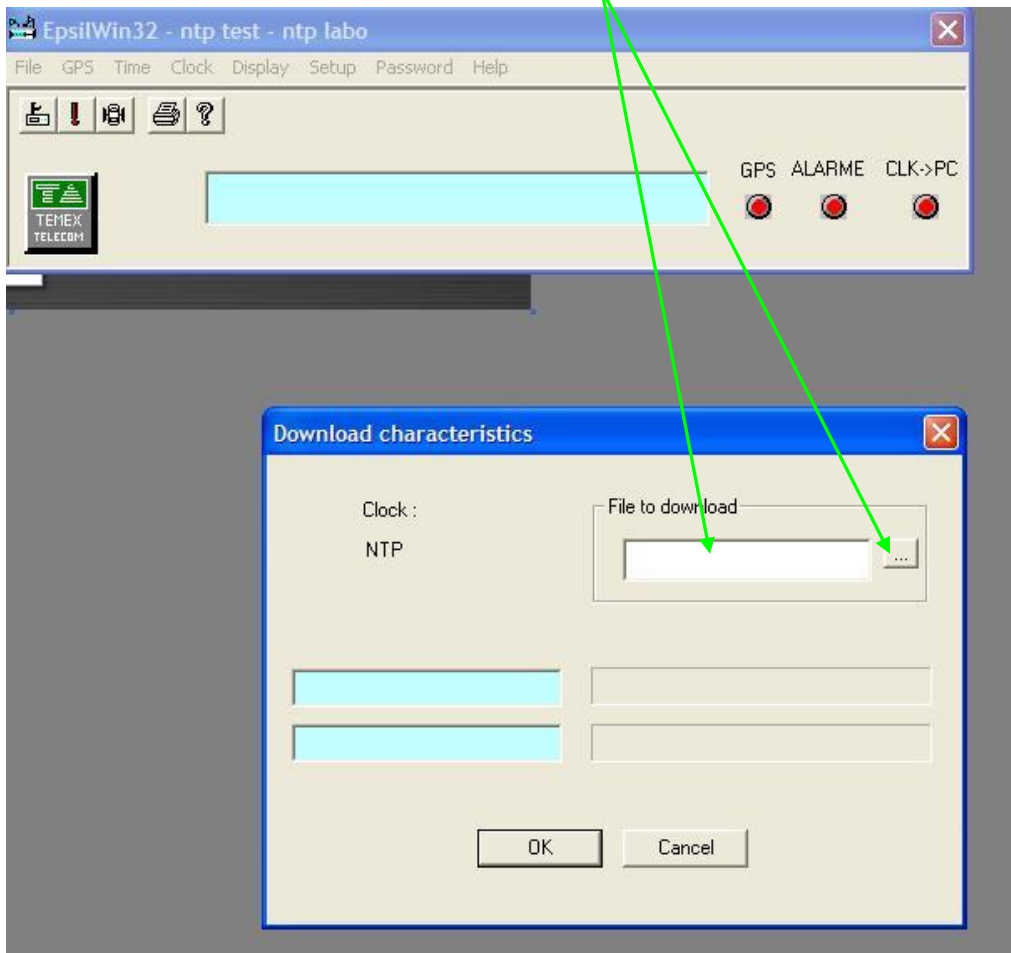 EpsilWin32 - ntp test - ntp labo
File GPS Time Clock Display Setup Password Help
GPS ALARME CLK->PC
TEMEX
TELECOM
Download characteristics
Clock :
File to download
NTP
...
OK Cancel